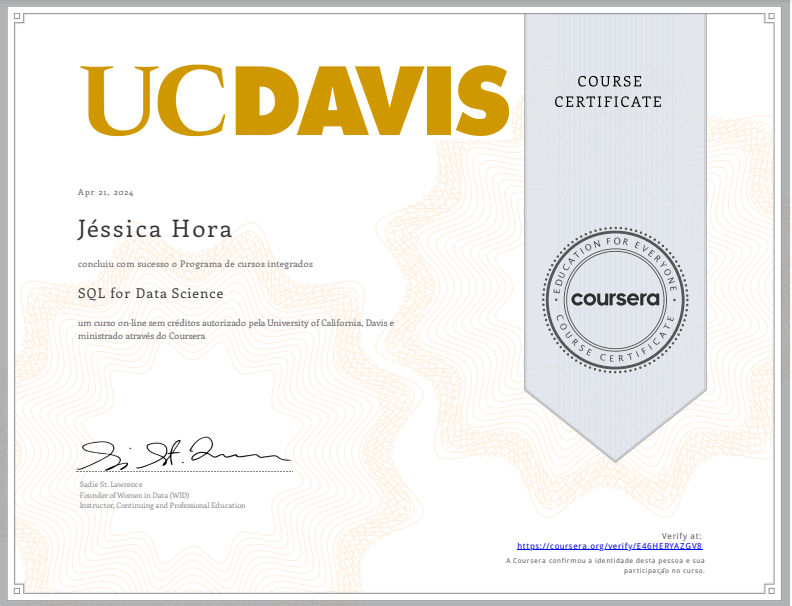 UCDAVIS
COURSE
CERTIFICATE
Apr 21, 2024
Jéssica Hora
concluiu com sucesso o Programa de cursos integrados
SQL for Data Science
um curso on-line sem créditos autorizado pela University of California, Davis e
ministrado através do Coursera
EDUCATION FOR EVERYONE
coursera
COURSE CERTIFICATE
Sadie St. Lawrence
Founder of Women in Data (WID)
Instructor, Continuing and Professional Education
Verify at:
https://coursera.org/verify/E46HERYAZGV8
A Coursera confirmou a identidade desta pessoa e sua
participação no curso.